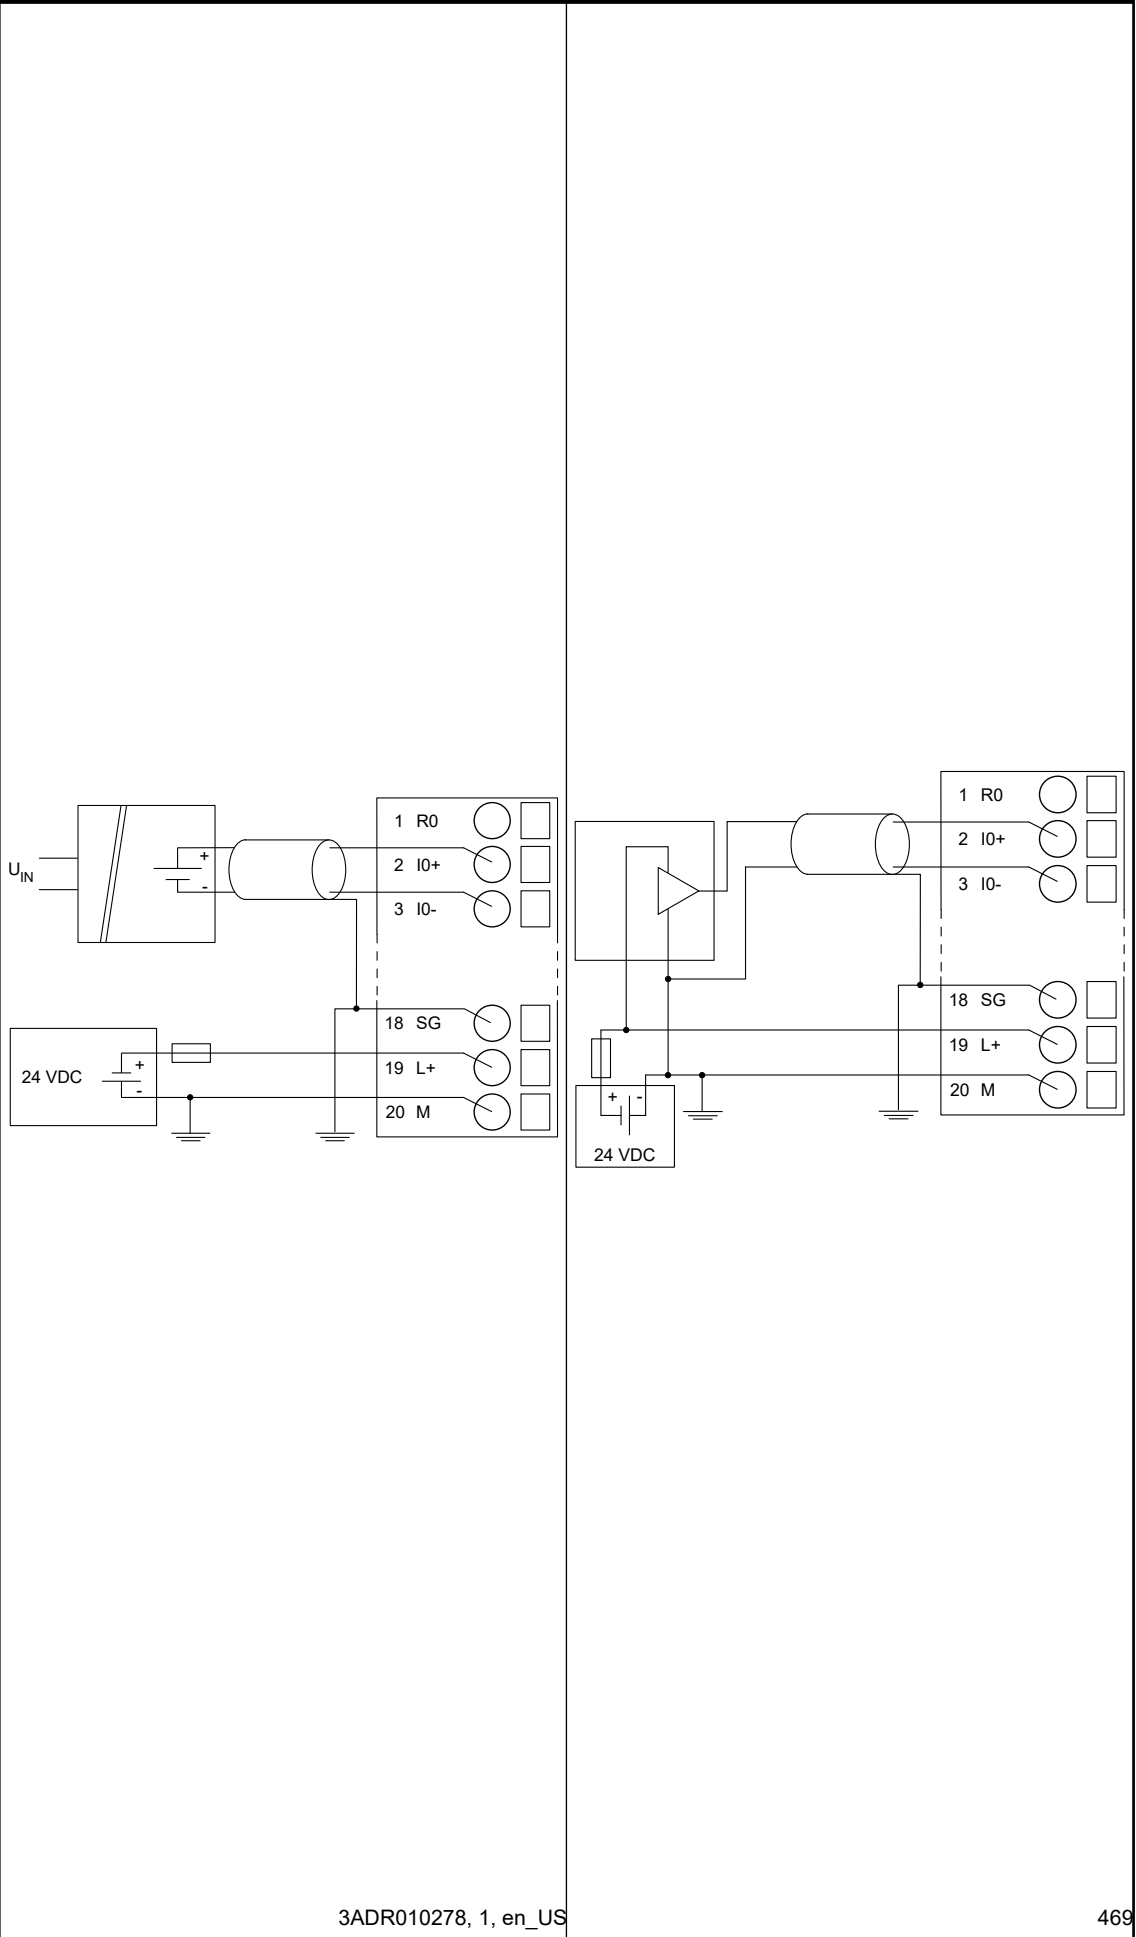 U_IN
+
-
1 R0
2 I0+
3 I0-
18 SG
19 L+
20 M
24 VDC
+
-
1 R0
2 I0+
3 I0-
18 SG
19 L+
20 M
+ -
24 VDC
3ADR010278, 1, en_US
469